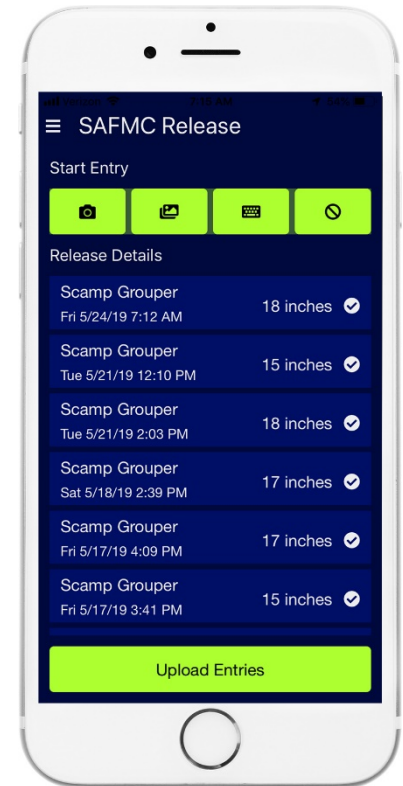 7:19 AM
SAFMC Release
Start Entry
Release Details
Scamp Grouper
Fri 5/24/19 7:12 AM
18 inches
Scamp Grouper
Tue 5/21/19 12:10 PM
15 inches
Scamp Grouper
Tue 5/21/19 2:03 PM
18 inches
Scamp Grouper
Sat 5/18/19 2:39 PM
17 inches
Scamp Grouper
Fri 5/17/19 4:09 PM
17 inches
Scamp Grouper
Fri 5/17/19 3:41 PM
15 inches
Upload Entries